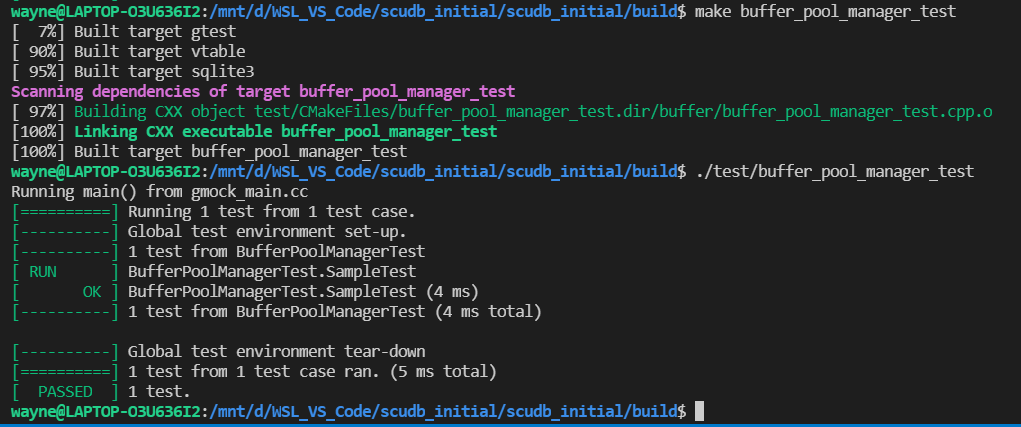 wayne@LAPTOP-O3U636I2:/mnt/d/WSL_VS_Code/scudb_initial/scudb_initial/build$ make buffer_pool_manager_test
[  7%] Built target gtest
[ 90%] Built target vtable
[ 95%] Built target sqlite3
Scanning dependencies of target buffer_pool_manager_test
[ 97%] Building CXX object test/CMakeFiles/buffer_pool_manager_test.dir/buffer/buffer_pool_manager_test.cpp.o
[100%] Linking CXX executable buffer_pool_manager_test
[100%] Built target buffer_pool_manager_test
wayne@LAPTOP-O3U636I2:/mnt/d/WSL_VS_Code/scudb_initial/scudb_initial/build$ ./test/buffer_pool_manager_test
Running main() from gmock_main.cc
[==========] Running 1 test from 1 test case.
[----------] Global test environment set-up.
[----------] 1 test from BufferPoolManagerTest
[ RUN      ] BufferPoolManagerTest.SampleTest
[       OK ] BufferPoolManagerTest.SampleTest (4 ms)
[----------] 1 test from BufferPoolManagerTest (4 ms total)

[----------] Global test environment tear-down
[==========] 1 test from 1 test case ran. (5 ms total)
[  PASSED  ] 1 test.
wayne@LAPTOP-O3U636I2:/mnt/d/WSL_VS_Code/scudb_initial/scudb_initial/build$